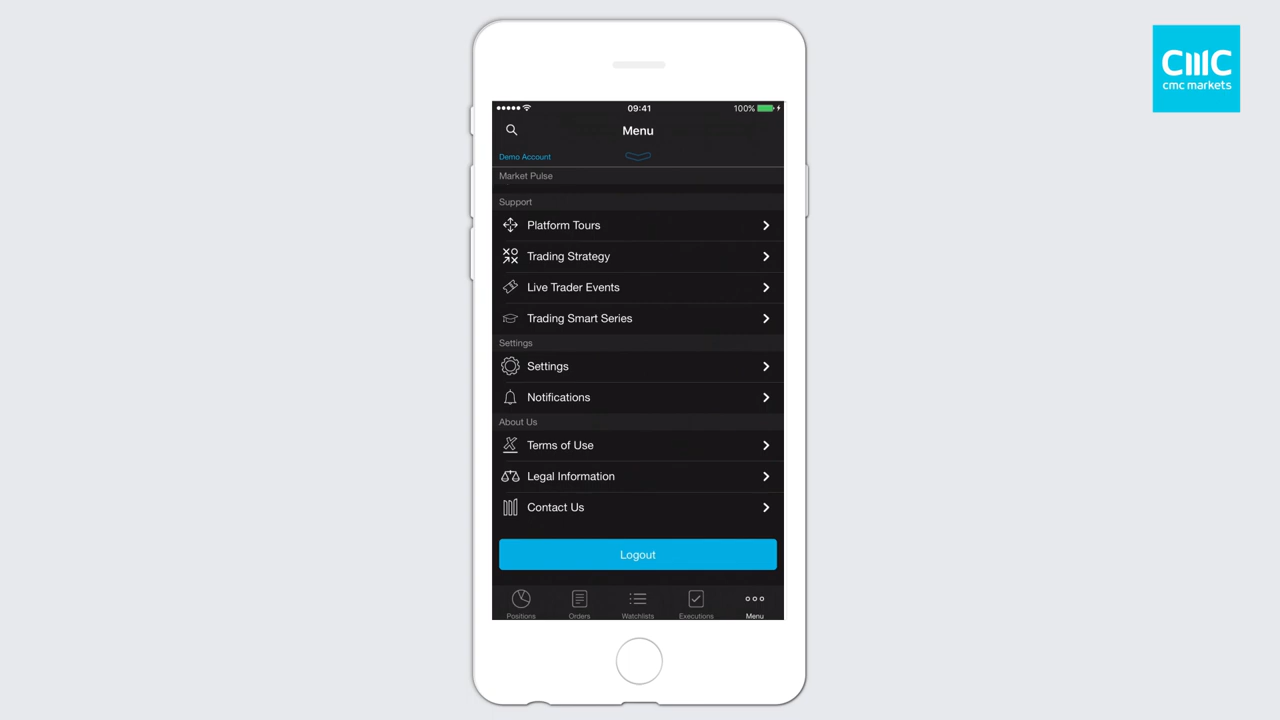 CMC
cmc markets
09:41
100%
Menu
Demo Account
Market Pulse
Support
Platform Tours
Trading Strategy
Live Trader Events
Trading Smart Series
Settings
Settings
Notifications
About Us
Terms of Use
Legal Information
Contact Us
Logout
Positions Orders Watchlists Executions Menu